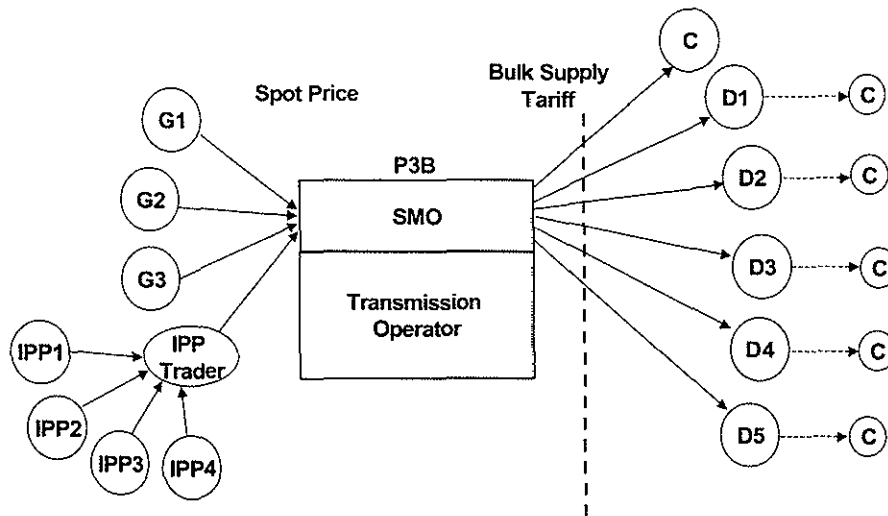 C
Bulk Supply
Tariff
Spot Price
D1
C
G1
P3B
D2
C
G2
SMO
G3
D3
C
Transmission
Operator
IPP1
IPP
Trader
D4
C
IPP2
D5
C
IPP3
IPP4